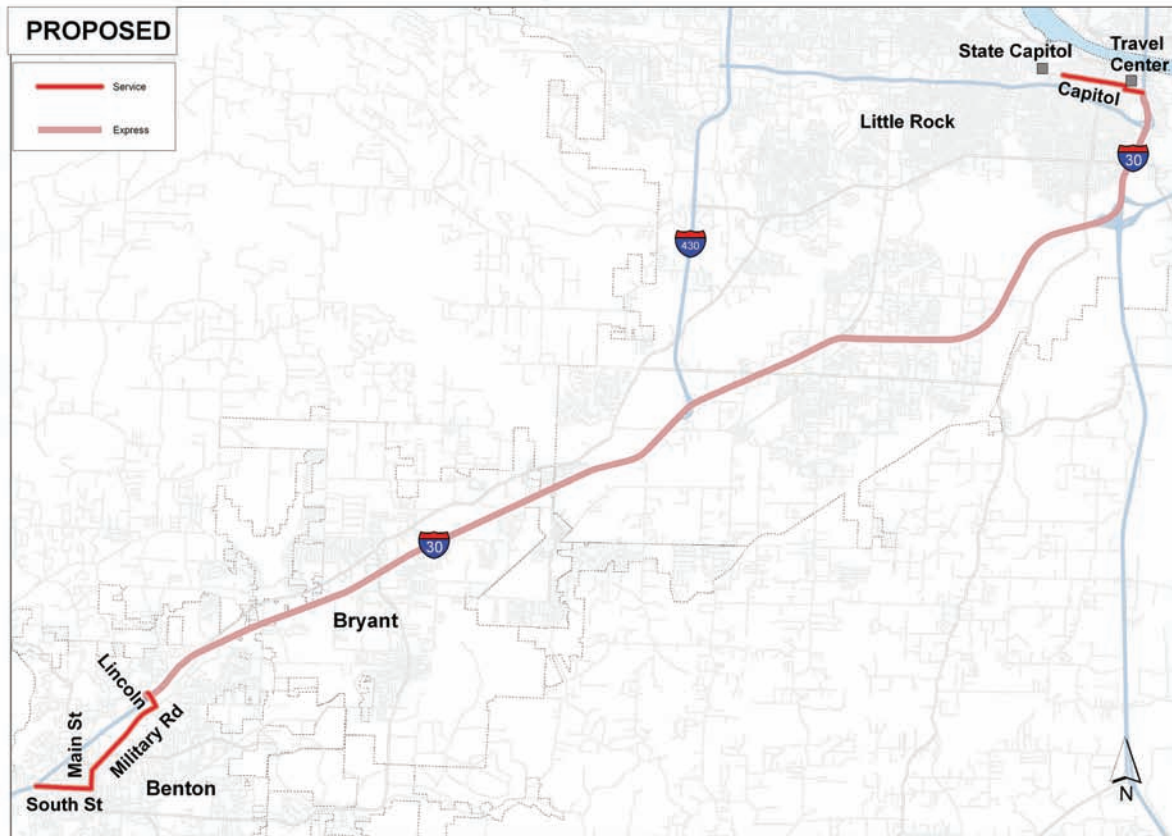 PROPOSED
Service
Express
State Capitol
Travel
Center
Capitol
Little Rock
30
430
30
Bryant
Lincoln
Main St
Military Rd
Benton
South St
N